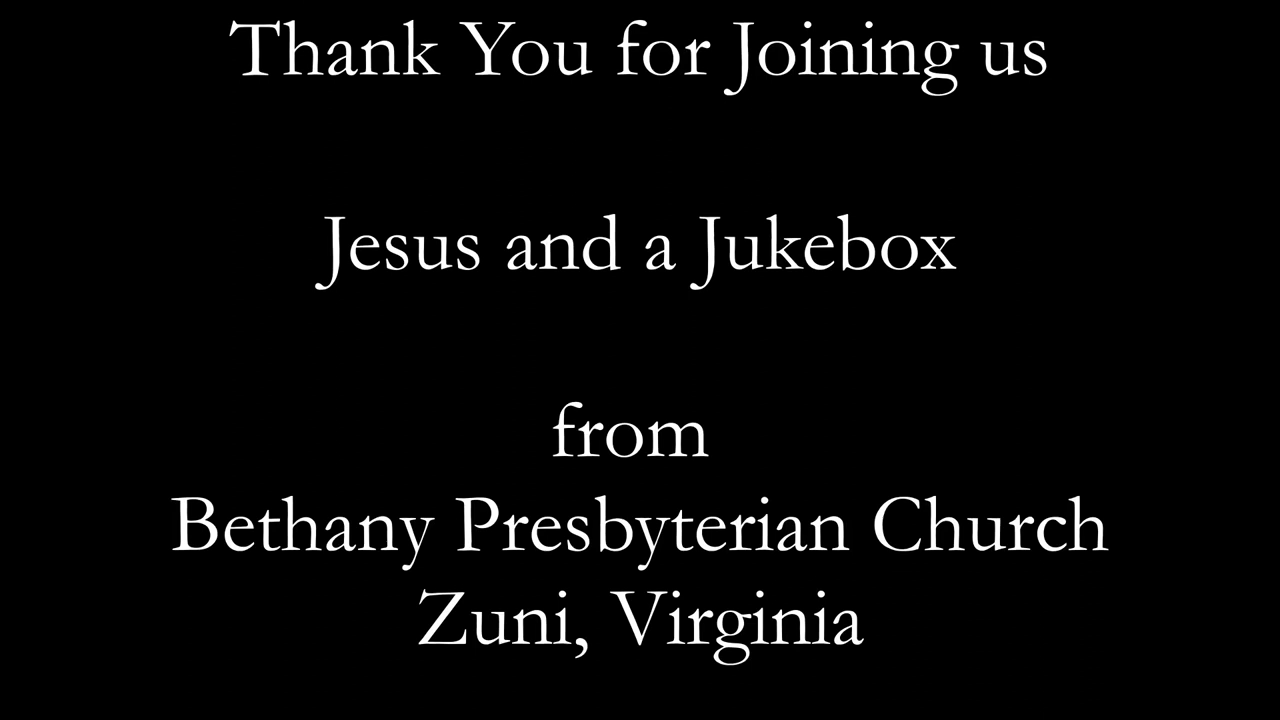 Thank You for Joining us
Jesus and a Jukebox
from
Bethany Presbyterian Church
Zuni, Virginia